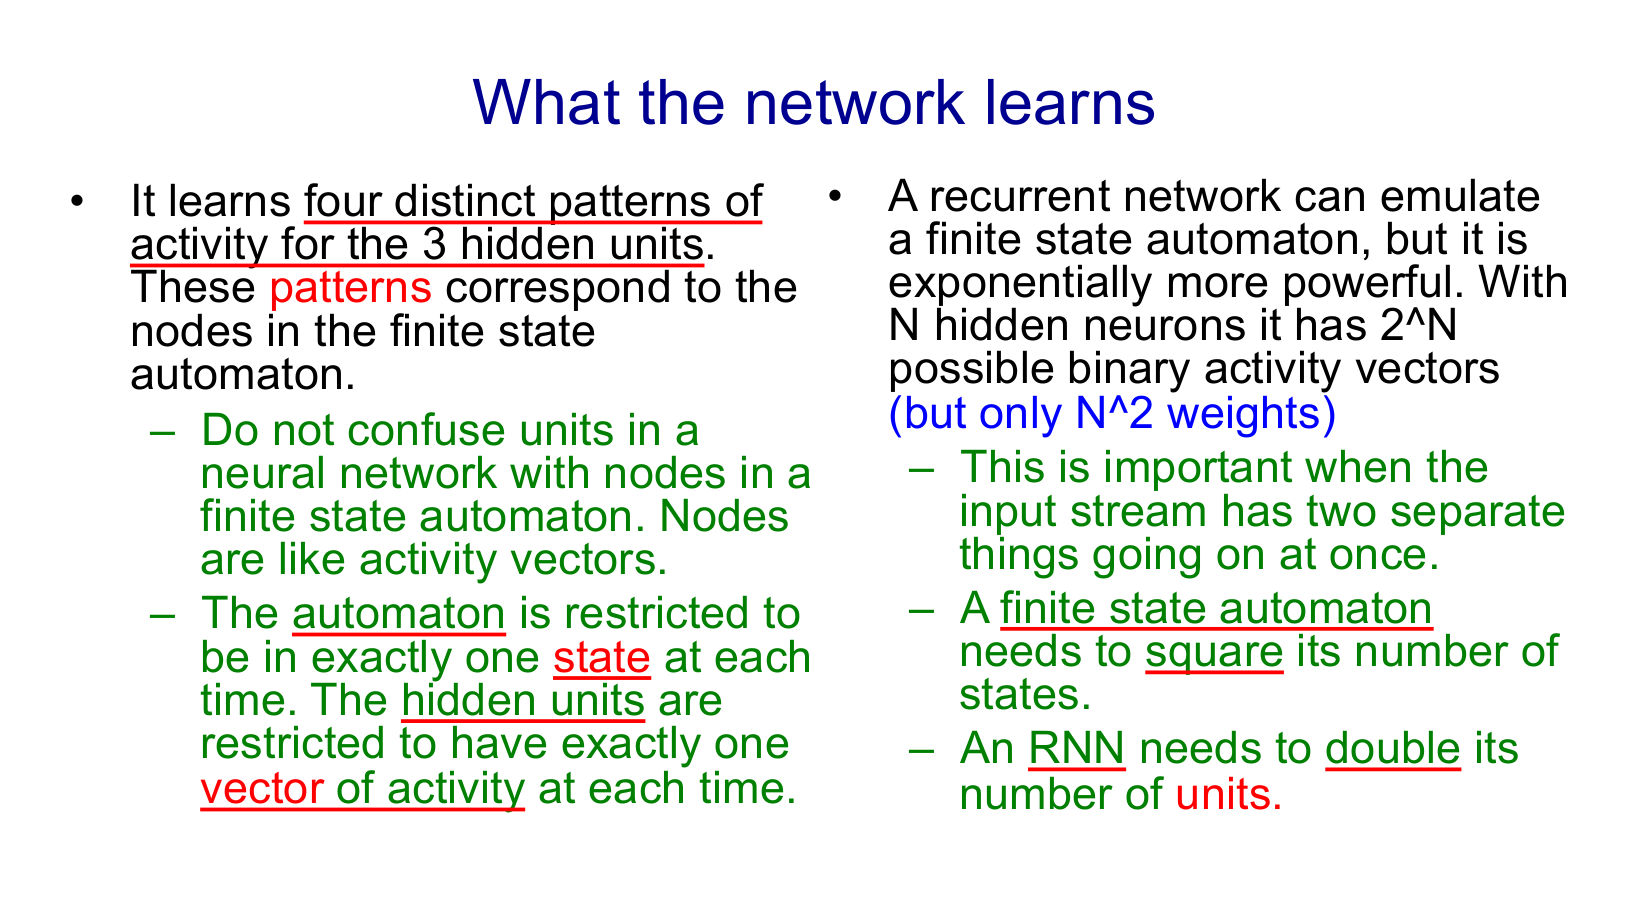 What the network learns
• It learns four distinct patterns of
activity for the 3 hidden units.
These patterns correspond to the
nodes in the finite state
automaton.
– Do not confuse units in a
neural network with nodes in a
finite state automaton. Nodes
are like activity vectors.
– The automaton is restricted to
be in exactly one state at each
time. The hidden units are
restricted to have exactly one
vector of activity at each time.
• A recurrent network can emulate
a finite state automaton, but it is
exponentially more powerful. With
N hidden neurons it has 2^N
possible binary activity vectors
(but only N^2 weights)
– This is important when the
input stream has two separate
things going on at once.
– A finite state automaton
needs to square its number of
states.
– An RNN needs to double its
number of units.